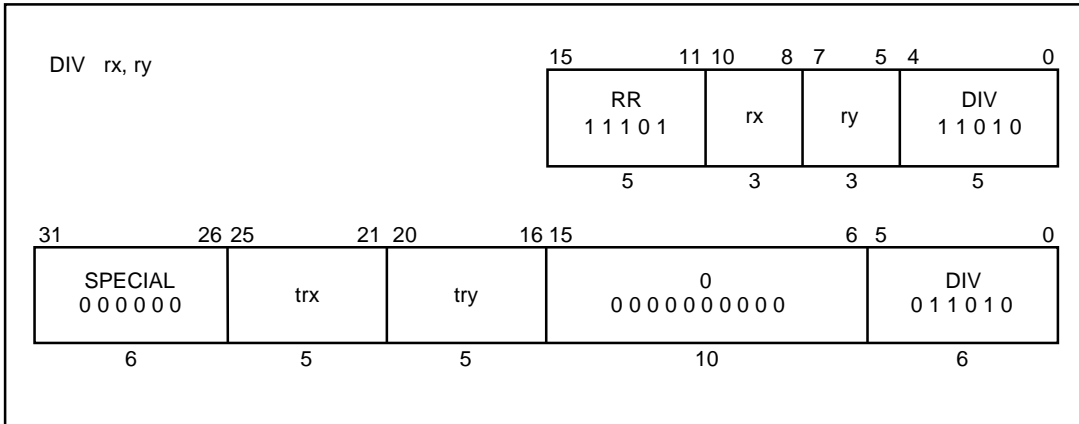 DIV rx, ry
15 11 10 8 7 5 4 0
RR rx ry DIV
1 1 1 0 1 1 1 0 1 0
5 3 3 5
31 26 25 21 20 16 15 6 5 0
SPECIAL trx try 0 DIV
0 0 0 0 0 0 0 0 0 0 0 0 0 0 0 0 0 1 1 0 1 0
6 5 5 10 6